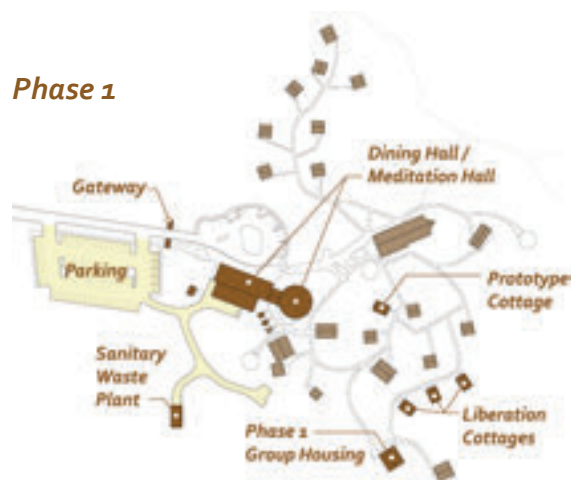 Phase 1
Dining Hall /
Meditation Hall
Gateway
Parking
Prototype
Cottage
Sanitary
Waste
Plant
Liberation
Cottages
Phase 1
Group Housing